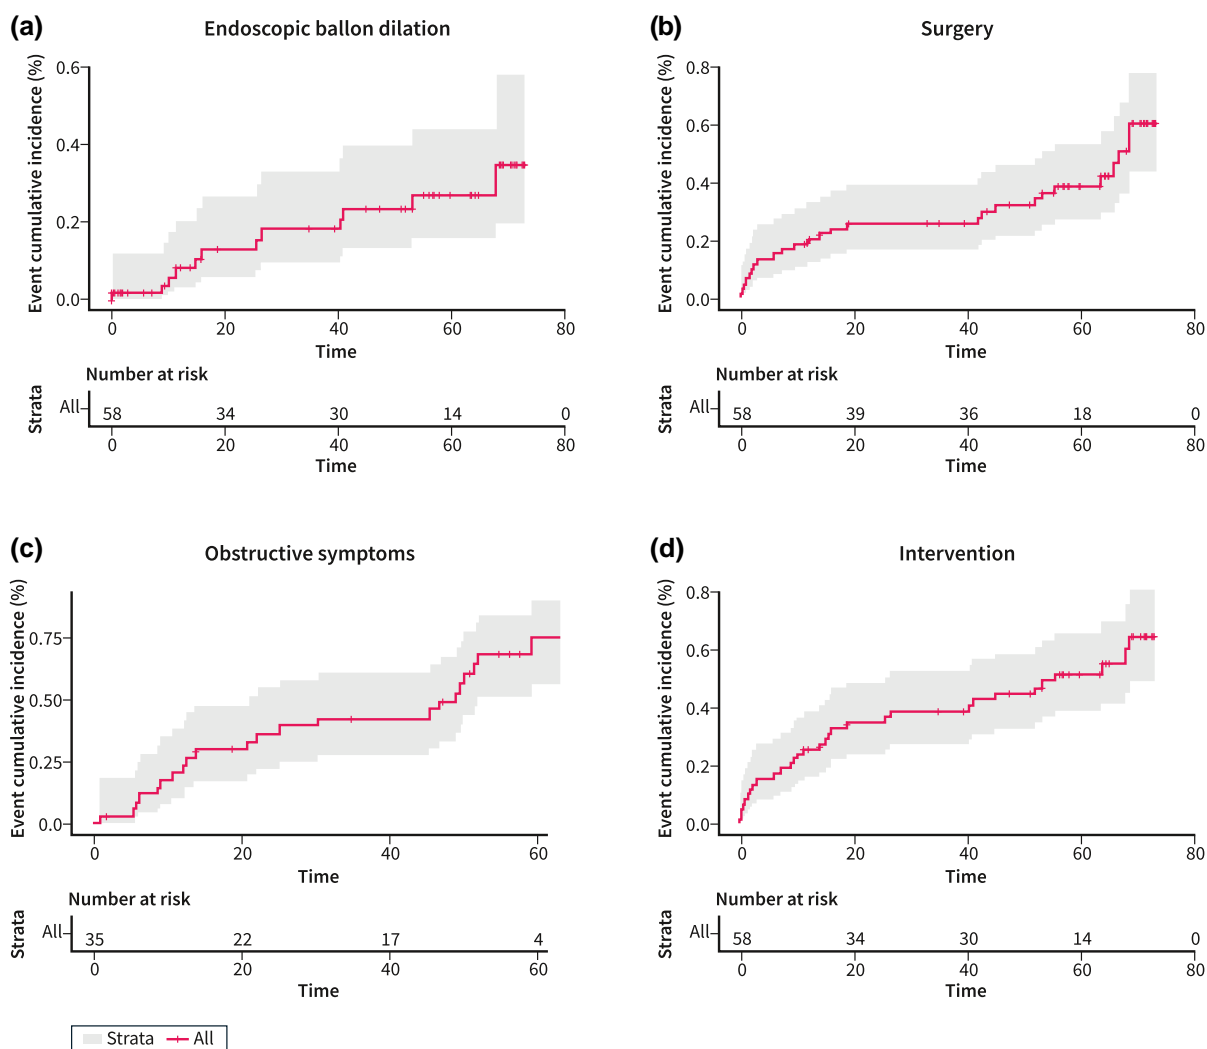 (a)
Endoscopic ballon dilation
Event cumulative incidence (%)
0.6
0.4
0.2
0.0
0 20 40 60 80
Time
Number at risk
Strata
All
58 34 30 14 0
0 20 40 60 80
Time
(b)
Surgery
Event cumulative incidence (%)
0.8
0.6
0.4
0.2
0.0
0 20 40 60 80
Time
Number at risk
Strata
All
58 39 36 18 0
0 20 40 60 80
Time
(c)
Obstructive symptoms
Event cumulative incidence (%)
0.75
0.50
0.25
0.0
0 20 40 60
Time
Number at risk
Strata
All
35 22 17 4
0 20 40 60
Time
(d)
Intervention
Event cumulative incidence (%)
0.8
0.6
0.4
0.2
0.0
0 20 40 60 80
Time
Number at risk
Strata
All
58 34 30 14 0
0 20 40 60 80
Time
Strata All